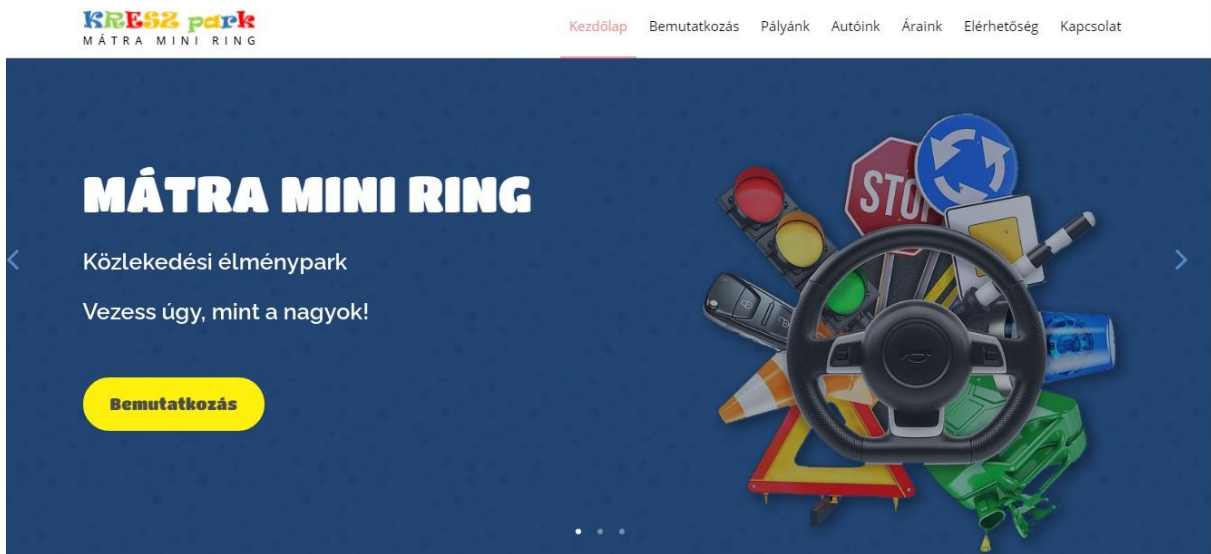 KRESZ park
MÁTRA MINI RING
Kezdőlap Bemutatkozás Pályánk Autóink Áraink Elérhetőség Kapcsolat
MÁTRA MINI RING
Közlekedési élménypark
Vezess úgy, mint a nagyok!
Bemutatkozás
STOP